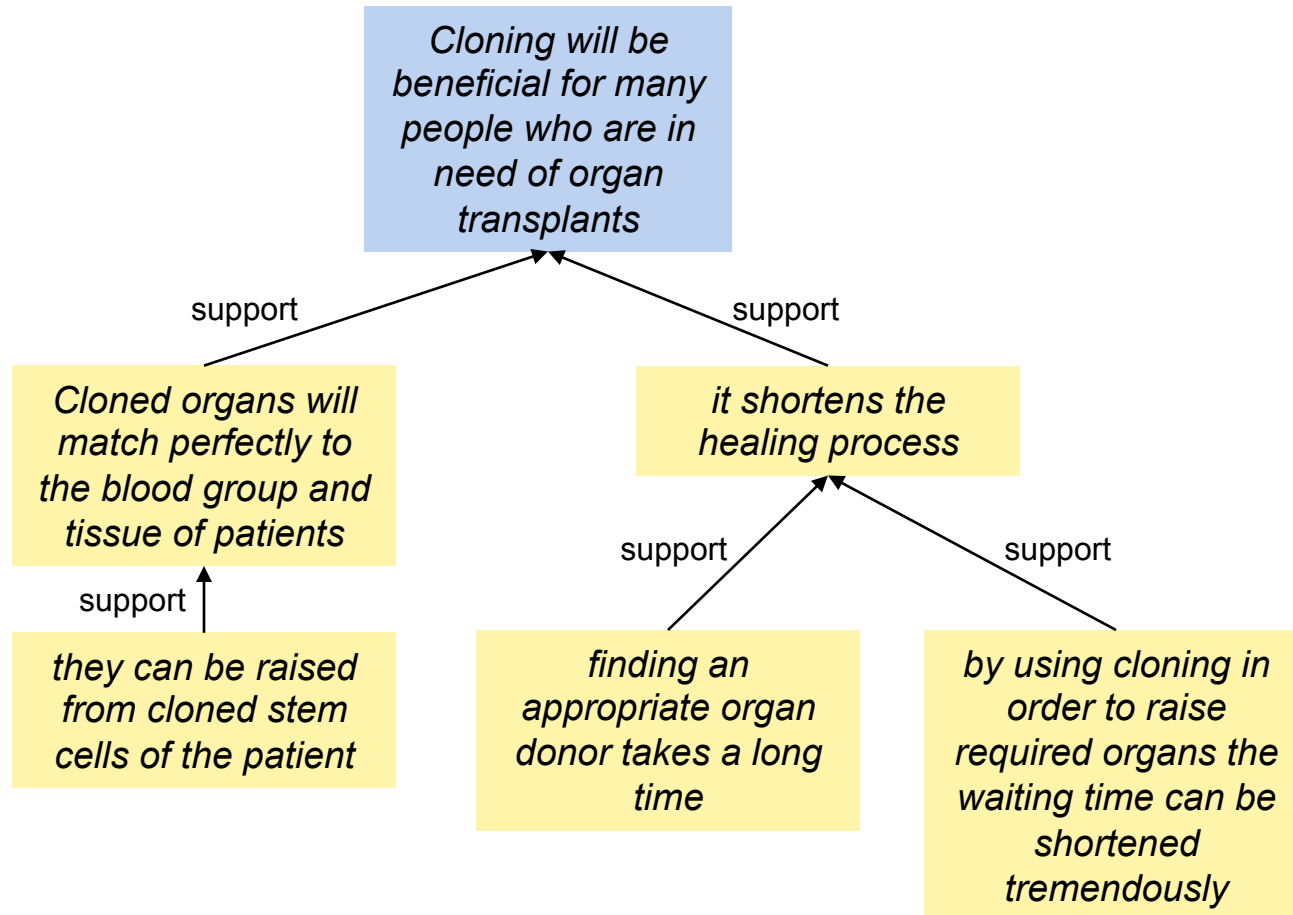 Cloning will be
beneficial for many
people who are in
need of organ
transplants
support
support
Cloned organs will
match perfectly to
the blood group and
tissue of patients
it shortens the
healing process
support
support
support
they can be raised
from cloned stem
cells of the patient
finding an
appropriate organ
donor takes a long
time
by using cloning in
order to raise
required organs the
waiting time can be
shortened
tremendously